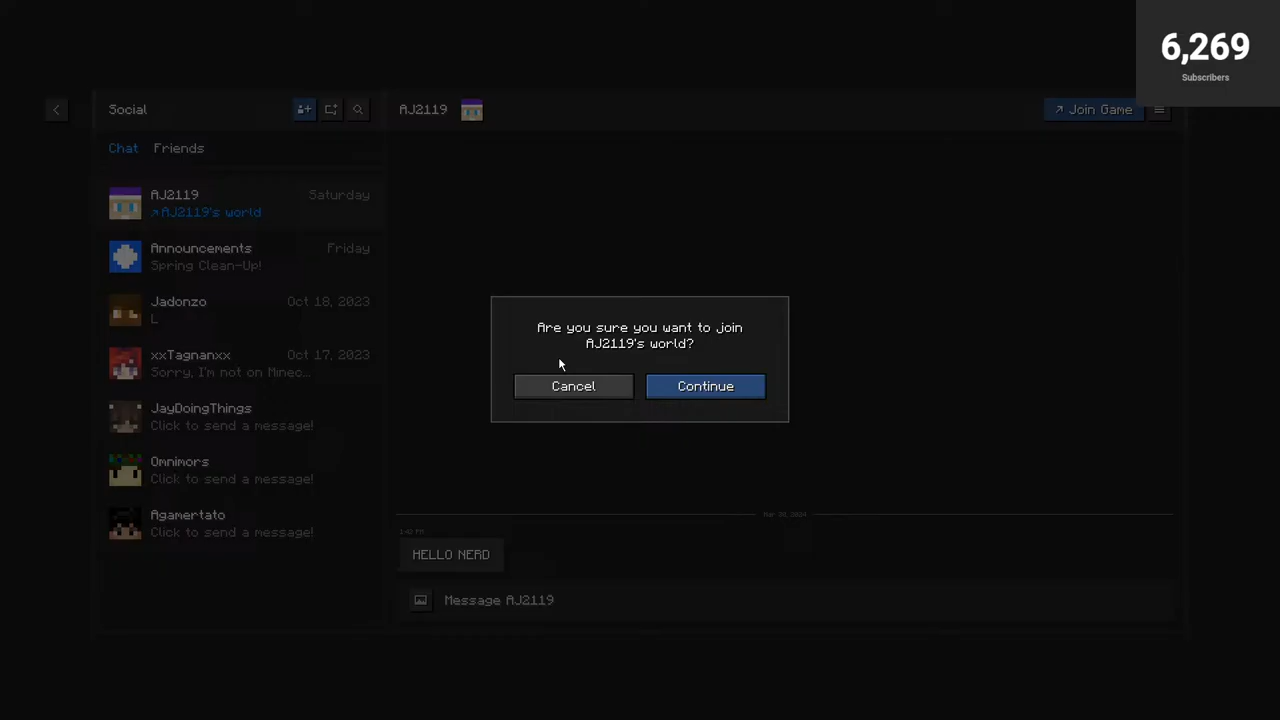 6,269
Subscribers
Social
AJ2119
Join Game
Chat Friends
AJ2119 Saturday
AJ2119's world
Announcements Friday
Spring Clean-Up!
Jadonzo Oct 18, 2023
L
xxTagnanxx Oct 17, 2023
Sorry, I'm not on Minec...
JayDoingThings
Click to send a message!
Omnimors
Click to send a message!
Agamertato
Click to send a message!
Are you sure you want to join
AJ2119's world?
Cancel Continue
1:40 PM
HELLO NERD
Message AJ2119